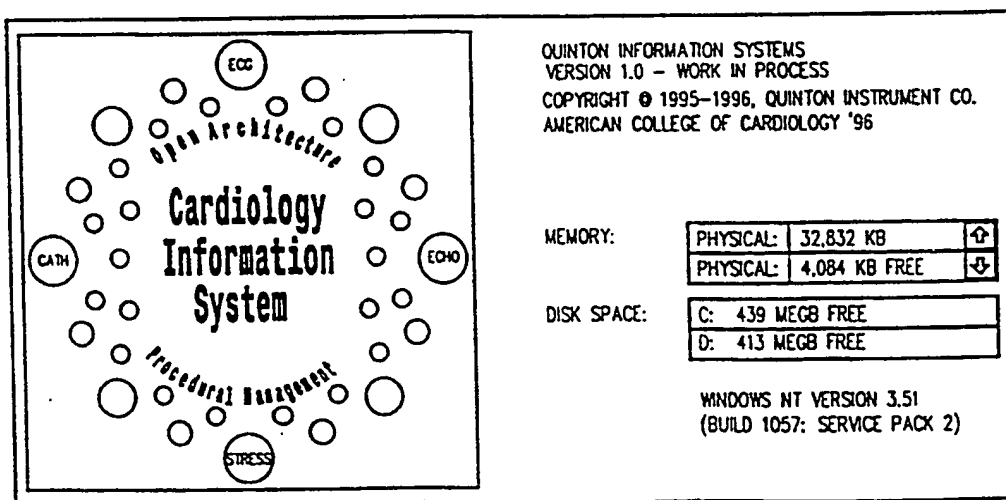 ECG
Open Architecture
Cardiology
Information
System
CATH
ECHO
Procedural Management
STRESS
QUINTON INFORMATION SYSTEMS
VERSION 1.0 – WORK IN PROCESS
COPYRIGHT © 1995–1996, QUINTON INSTRUMENT CO.
AMERICAN COLLEGE OF CARDIOLOGY '96
MEMORY:
PHYSICAL: 32,832 KB
PHYSICAL: 4,084 KB FREE
DISK SPACE:
C: 439 MEGB FREE
D: 413 MEGB FREE
WINDOWS NT VERSION 3.51
(BUILD 1057: SERVICE PACK 2)